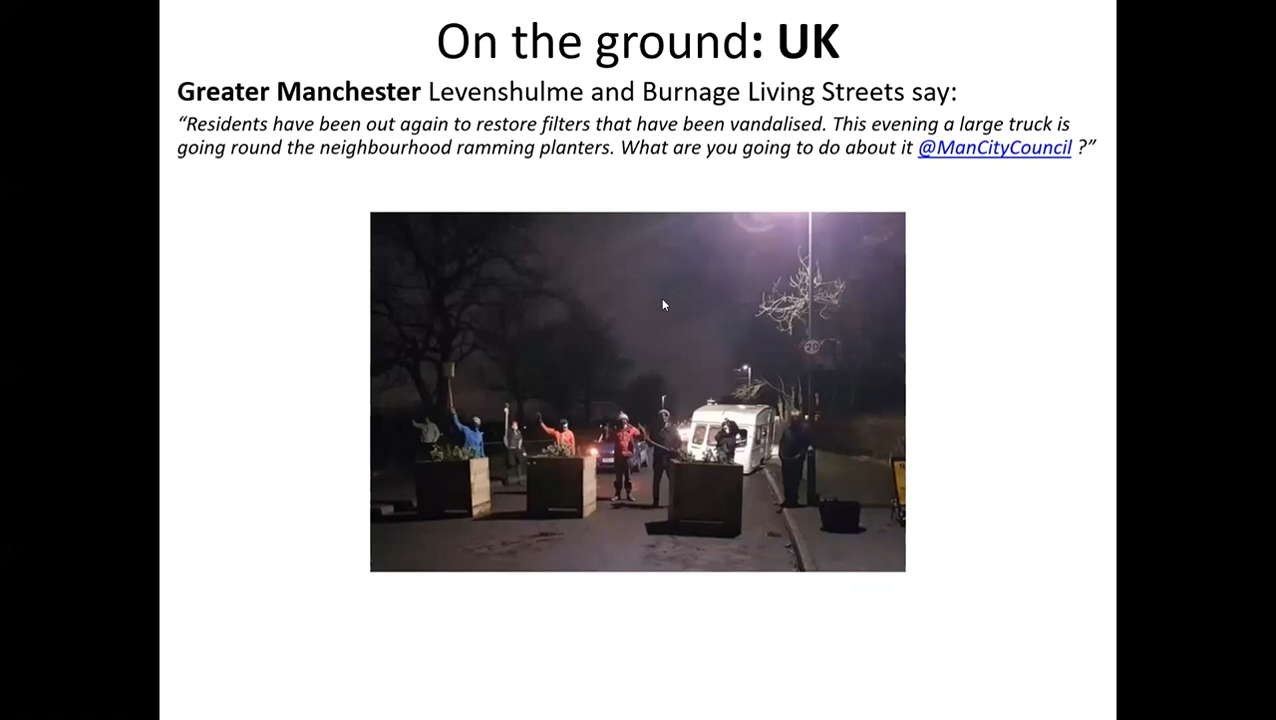 On the ground: UK
Greater Manchester Levenshulme and Burnage Living Streets say:
“Residents have been out again to restore filters that have been vandalised. This evening a large truck is
going round the neighbourhood ramming planters. What are you going to do about it @ManCityCouncil ?”
20